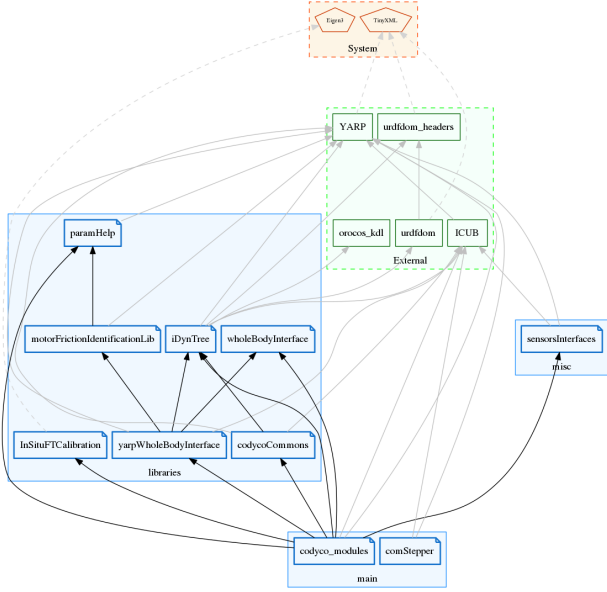 Eigen3 TinyXML
System
YARP urdfdom_headers
paramHelp orocos_kdl urdfdom ICUB
External
motorFrictionIdentificationLib iDynTree wholeBodyInterface sensorsInterfaces
misc
InSituFTCalibration yarpWholeBodyInterface codycoCommons
libraries
codyco_modules comStepper
main